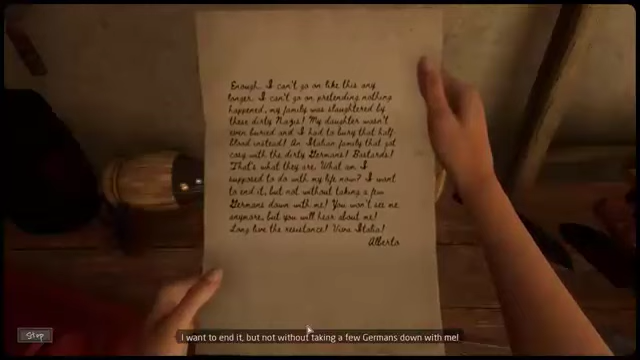 Enough. I can't go on like this any
longer. I can't go on pretending nothing
happened, my family was slaughtered by
these dirty Nazis! My daughter wasn't
even buried and I had to bury that half
blood instead! An Italian family that got
cosy with the dirty Germans! Bastards!
That's what they are. What am I
supposed to do with my life now? I want
to end it, but not without taking a few
Germans down with me! You won't see me
anymore, but you will hear about me!
Long live the resistance! Viva Italia!
Alberto
Stop
I want to end it, but not without taking a few Germans down with me!